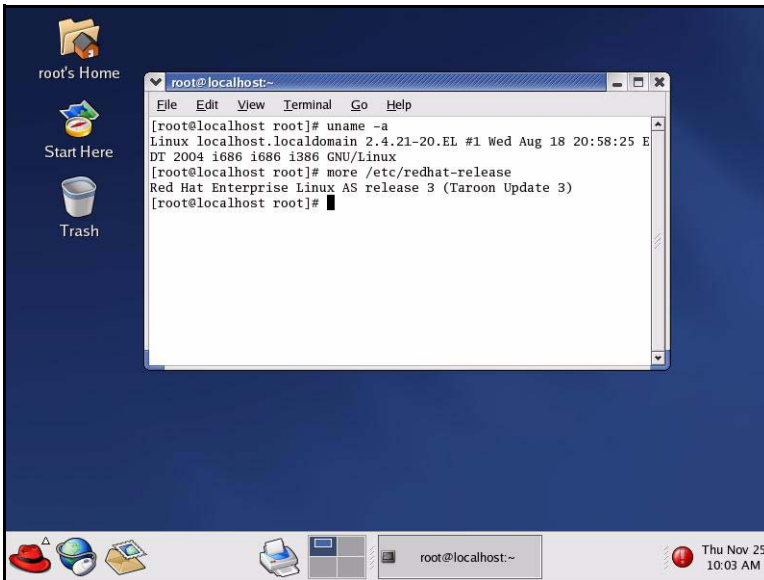 root's Home
Start Here
Trash
root@localhost:~
File Edit View Terminal Go Help
[root@localhost root]# uname -a
Linux localhost.localdomain 2.4.21-20.EL #1 Wed Aug 18 20:58:25 E
DT 2004 i686 i686 i386 GNU/Linux
[root@localhost root]# more /etc/redhat-release
Red Hat Enterprise Linux AS release 3 (Taroon Update 3)
[root@localhost root]#
root@localhost:~
Thu Nov 25
10:03 AM